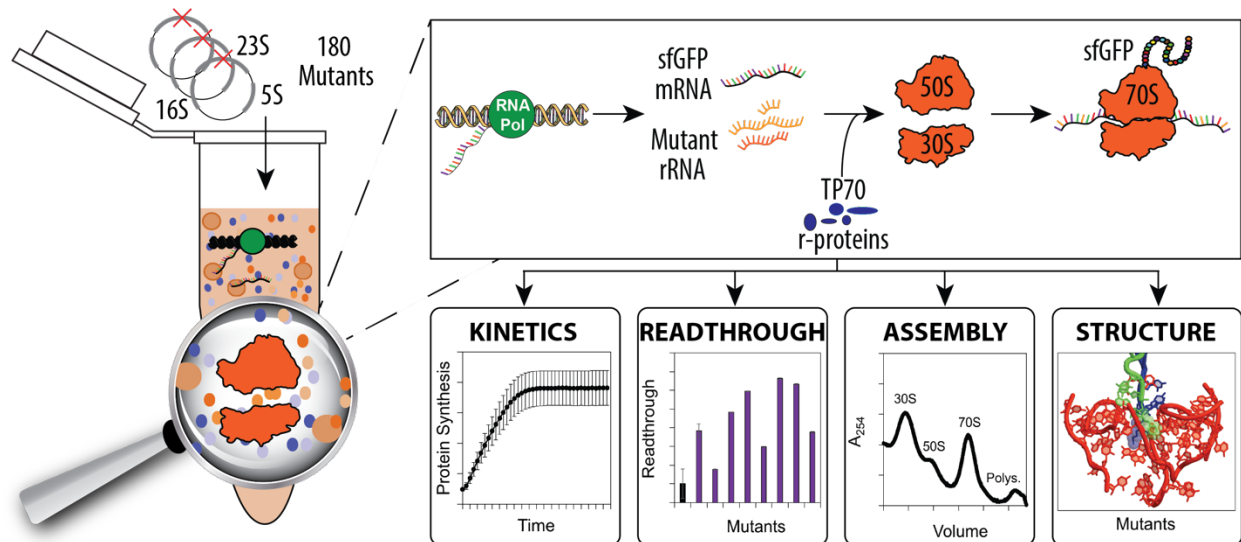 23S
180
Mutants
16S
5S
RNA
Pol
sfGFP
mRNA
Mutant
rRNA
TP70
r-proteins
50S
30S
sfGFP
70S
KINETICS
Protein Synthesis
Time
READTHROUGH
Readthrough
Mutants
ASSEMBLY
A254
30S
50S
70S
Polys.
Volume
STRUCTURE
Mutants